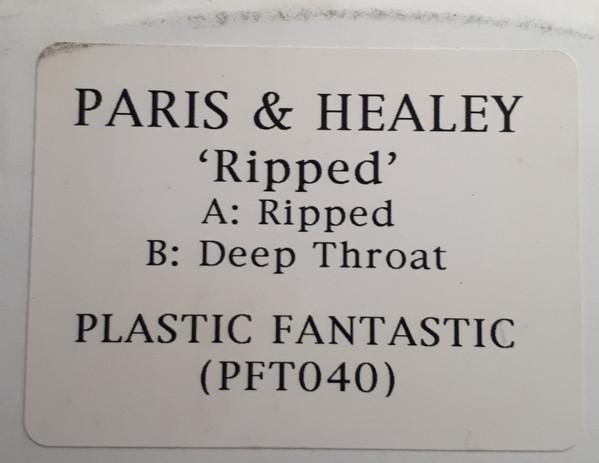 PARIS & HEALEY
‘Ripped’
A: Ripped
B: Deep Throat
PLASTIC FANTASTIC
(PFT040)